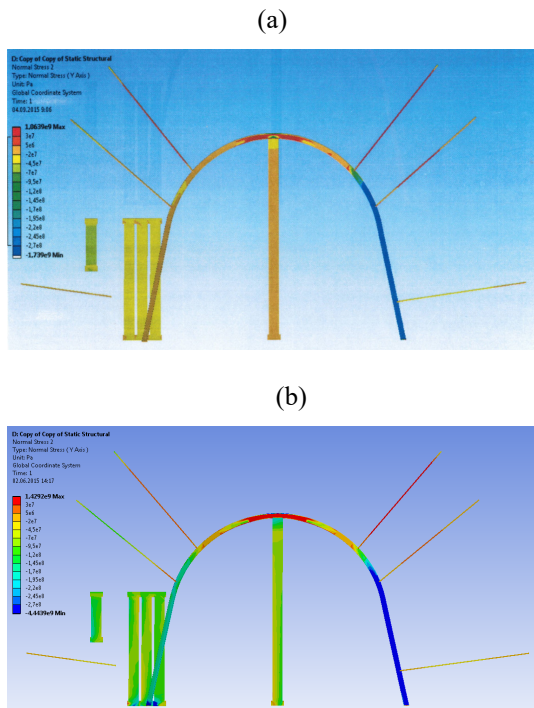 (a)
D: Copy of Copy of Static Structural
Normal Stress 2
Type: Normal Stress ( Y Axis )
Unit: Pa
Global Coordinate System
Time: 1
04.08.2015 9:06
1,0639e9 Max
3e7
5e6
-2e7
-4,5e7
-7e7
-9,5e7
-1,2e8
-1,45e8
-1,7e8
-1,95e8
-2,2e8
-2,45e8
-2,7e8
-1,739e9 Min
(b)
D: Copy of Copy of Static Structural
Normal Stress 2
Type: Normal Stress ( Y Axis )
Unit: Pa
Global Coordinate System
Time: 1
02.06.2015 14:17
1,4292e9 Max
3e7
5e6
-2e7
-4,5e7
-7e7
-9,5e7
-1,2e8
-1,45e8
-1,7e8
-1,95e8
-2,2e8
-2,45e8
-2,7e8
-4,4439e9 Min